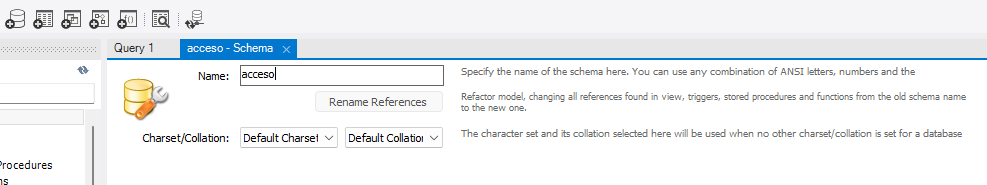 Query 1
acceso - Schema
Name:
acceso
Specify the name of the schema here. You can use any combination of ANSI letters, numbers and the
Rename References
Refactor model, changing all references found in view, triggers, stored procedures and functions from the old schema name
to the new one.
Charset/Collation:
Default Charset
Default Collation
The character set and its collation selected here will be used when no other charset/collation is set for a database
Procedures
ns